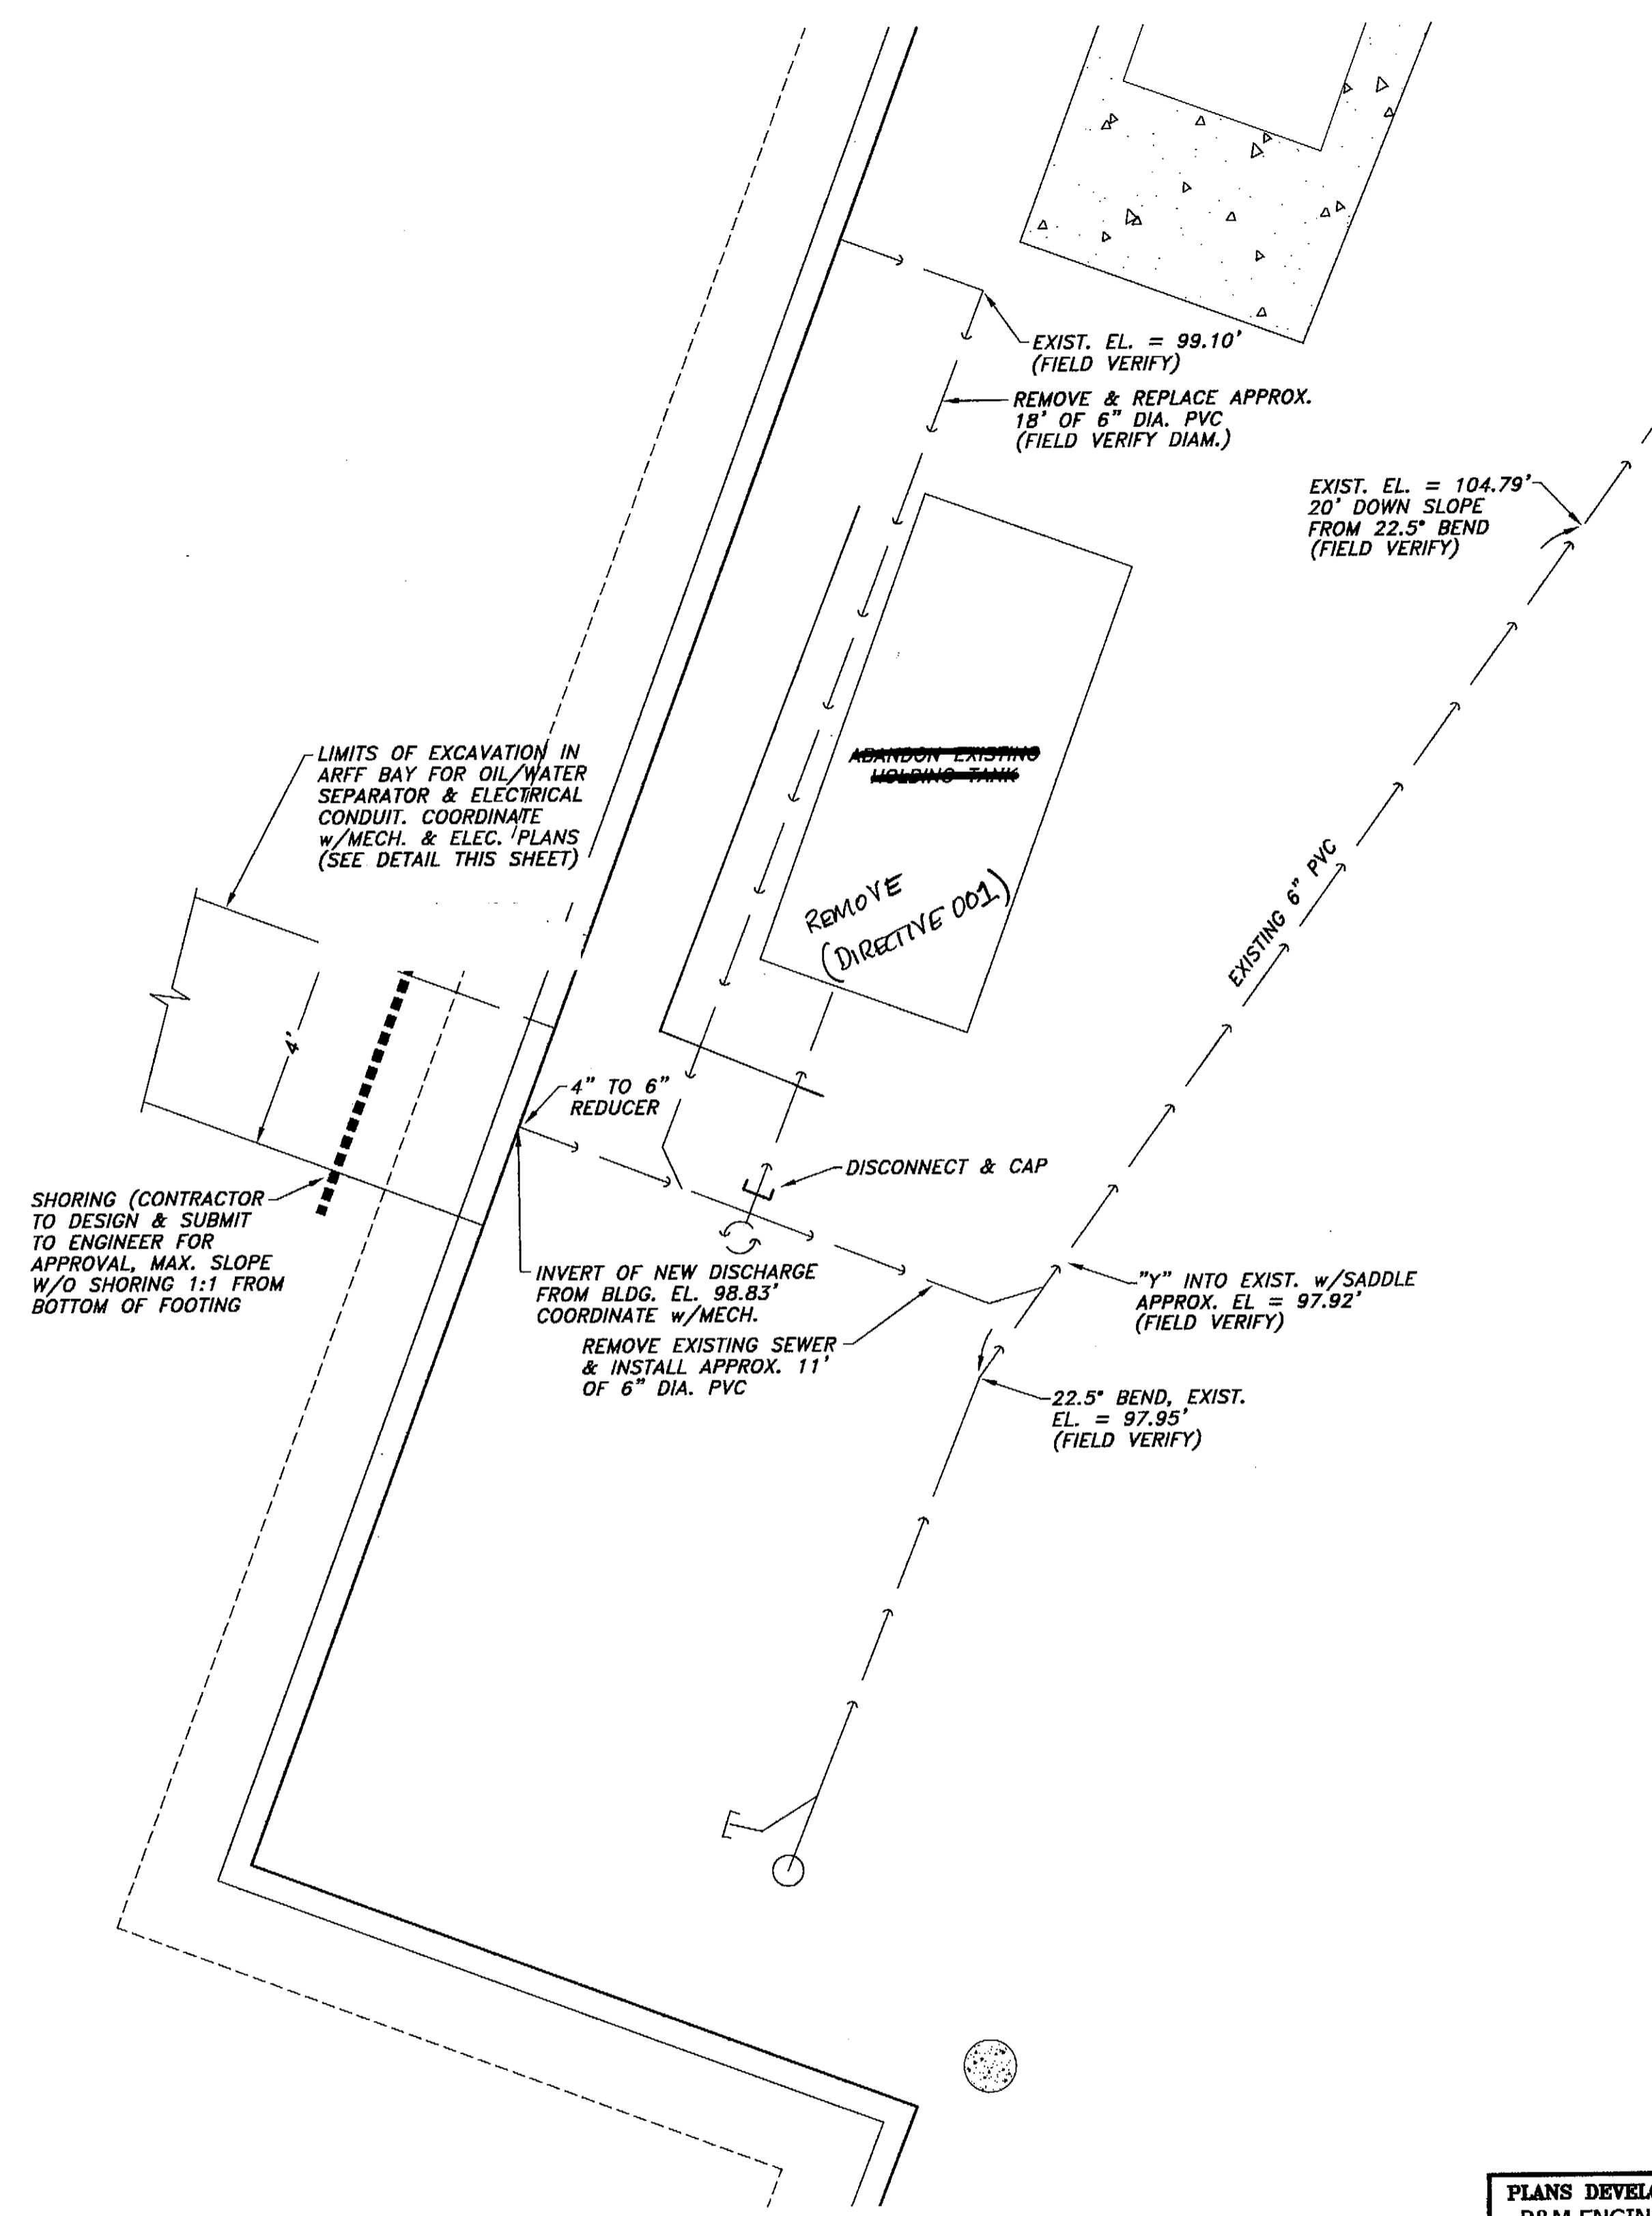 EXIST. EL. = 99.10'
(FIELD VERIFY)
REMOVE & REPLACE APPROX.
18' OF 6" DIA. PVC
(FIELD VERIFY DIAM.)
EXIST. EL. = 104.79'
20' DOWN SLOPE
FROM 22.5° BEND
(FIELD VERIFY)
LIMITS OF EXCAVATION IN
ARFF BAY FOR OIL/WATER
SEPARATOR & ELECTRICAL
CONDUIT. COORDINATE
w/MECH. & ELEC. PLANS
(SEE DETAIL THIS SHEET)
ABANDON EXISTING
HOLDING TANK
REMOVE
(DIRECTIVE 001)
EXISTING 6" PVC
4'
4" TO 6"
REDUCER
DISCONNECT & CAP
SHORING (CONTRACTOR
TO DESIGN & SUBMIT
TO ENGINEER FOR
APPROVAL, MAX. SLOPE
W/O SHORING 1:1 FROM
BOTTOM OF FOOTING
INVERT OF NEW DISCHARGE
FROM BLDG. EL. 98.83'
COORDINATE w/MECH.
"Y" INTO EXIST. w/SADDLE
APPROX. EL = 97.92'
(FIELD VERIFY)
REMOVE EXISTING SEWER
& INSTALL APPROX. 11'
OF 6" DIA. PVC
22.5° BEND, EXIST.
EL. = 97.95'
(FIELD VERIFY)
PLANS DEVEL
R&M ENGIN